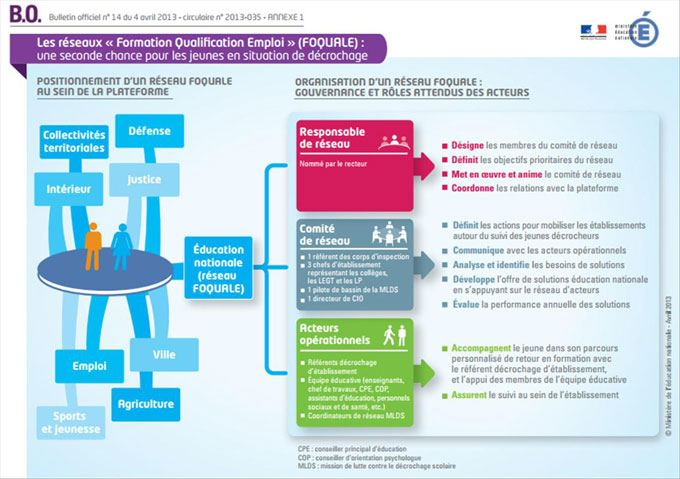 B.O. Bulletin officiel n° 14 du 4 avril 2013 - circulaire n° 2013-035 - ANNEXE 1
ministère
éducation
nationale
Les réseaux « Formation Qualification Emploi » (FOQUALE) :
une seconde chance pour les jeunes en situation de décrochage
POSITIONNEMENT D'UN RÉSEAU FOQUALE
AU SEIN DE LA PLATEFORME
Collectivités
territoriales
Défense
Intérieur
Justice
Éducation
nationale
(réseau
FOQUALE)
Emploi
Ville
Sports
et jeunesse
Agriculture
ORGANISATION D'UN RÉSEAU FOQUALE :
GOUVERNANCE ET RÔLES ATTENDUS DES ACTEURS
Responsable
de réseau
Nommé par le recteur
Désigne les membres du comité de réseau
Définit les objectifs prioritaires du réseau
Met en œuvre et anime le comité de réseau
Coordonne les relations avec la plateforme
Comité
de réseau
1 référent des corps d'inspection
3 chefs d'établissement
représentant les collèges,
les LEGT et les LP
1 pilote de bassin de la MLDS
1 directeur de CIO
Définit les actions pour mobiliser les établissements
autour du suivi des jeunes décrocheurs
Communique avec les acteurs opérationnels
Analyse et identifie les besoins de solutions
Développe l'offre de solutions éducation nationale
en s'appuyant sur le réseau d'acteurs
Évalue la performance annuelle des solutions
Acteurs
opérationnels
Référents décrochage
d'établissement
Équipe éducative (enseignants,
chef de travaux, CPE, COP,
assistants d'éducation, personnels
sociaux et de santé, etc.)
Coordonateurs de réseau MLDS
Accompagnent le jeune dans son parcours
personnalisé de retour en formation avec
le référent décrochage d'établissement,
et l'appui des membres de l'équipe éducative
Assurent le suivi au sein de l'établissement
CPE : conseiller principal d'éducation
COP : conseiller d'orientation psychologue
MLDS : mission de lutte contre le décrochage scolaire
© Ministère de l'éducation nationale - Avril 2013